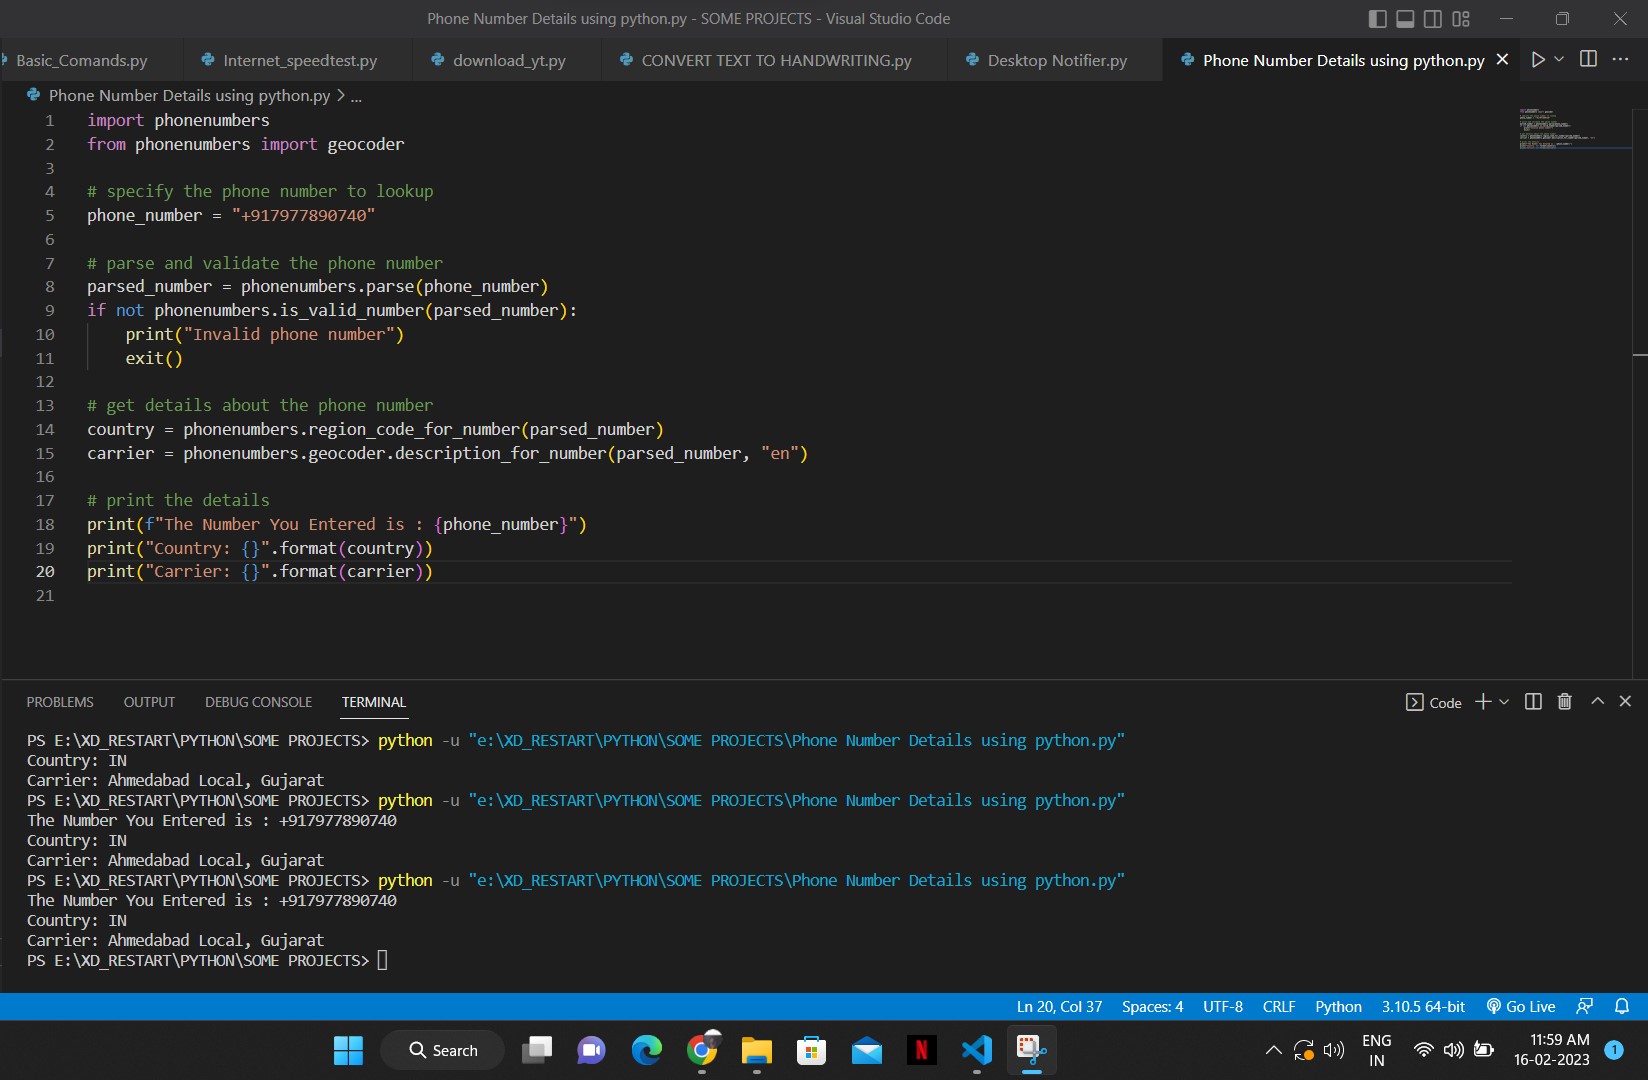 Phone Number Details using python.py - SOME PROJECTS - Visual Studio Code
Basic_Comands.py Internet_speedtest.py download_yt.py CONVERT TEXT TO HANDWRITING.py Desktop Notifier.py Phone Number Details using python.py
Phone Number Details using python.py > ...
1 import phonenumbers
2 from phonenumbers import geocoder
3
4 # specify the phone number to lookup
5 phone_number = "+917977890740"
6
7 # parse and validate the phone number
8 parsed_number = phonenumbers.parse(phone_number)
9 if not phonenumbers.is_valid_number(parsed_number):
10     print("Invalid phone number")
11     exit()
12
13 # get details about the phone number
14 country = phonenumbers.region_code_for_number(parsed_number)
15 carrier = phonenumbers.geocoder.description_for_number(parsed_number, "en")
16
17 # print the details
18 print(f"The Number You Entered is : {phone_number}")
19 print("Country: {}".format(country))
20 print("Carrier: {}".format(carrier))
21
PROBLEMS OUTPUT DEBUG CONSOLE TERMINAL Code
PS E:\XD_RESTART\PYTHON\SOME PROJECTS> python -u "e:\XD_RESTART\PYTHON\SOME PROJECTS\Phone Number Details using python.py"
Country: IN
Carrier: Ahmedabad Local, Gujarat
PS E:\XD_RESTART\PYTHON\SOME PROJECTS> python -u "e:\XD_RESTART\PYTHON\SOME PROJECTS\Phone Number Details using python.py"
The Number You Entered is : +917977890740
Country: IN
Carrier: Ahmedabad Local, Gujarat
PS E:\XD_RESTART\PYTHON\SOME PROJECTS> python -u "e:\XD_RESTART\PYTHON\SOME PROJECTS\Phone Number Details using python.py"
The Number You Entered is : +917977890740
Country: IN
Carrier: Ahmedabad Local, Gujarat
PS E:\XD_RESTART\PYTHON\SOME PROJECTS>
Ln 20, Col 37 Spaces: 4 UTF-8 CRLF Python 3.10.5 64-bit Go Live
Search N ENG 11:59 AM 1
IN 16-02-2023